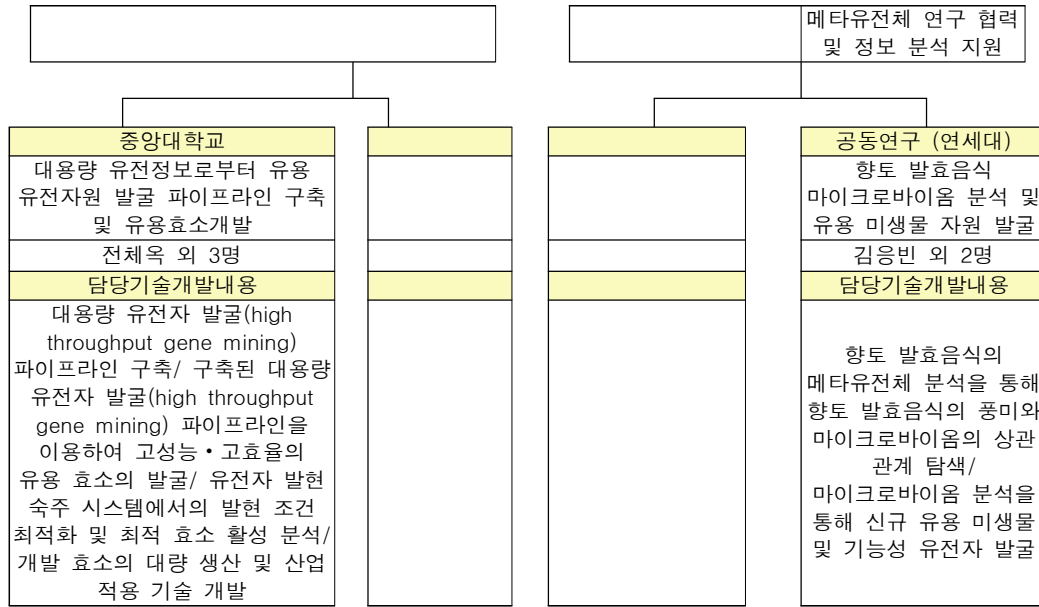 메타유전체 연구 협력
및 정보 분석 지원
중앙대학교
대용량 유전정보로부터 유용
유전자원 발굴 파이프라인 구축
및 유용효소개발
전체옥 외 3명
담당기술개발내용
대용량 유전자 발굴(high
throughput gene mining)
파이프라인 구축/ 구축된 대용량
유전자 발굴(high throughput
gene mining) 파이프라인을
이용하여 고성능·고효율의
유용 효소의 발굴/ 유전자 발현
숙주 시스템에서의 발현 조건
최적화 및 최적 효소 활성 분석/
개발 효소의 대량 생산 및 산업
적용 기술 개발
공동연구 (연세대)
향토 발효음식
마이크로바이옴 분석 및
유용 미생물 자원 발굴
김응빈 외 2명
담당기술개발내용
향토 발효음식의
메타유전체 분석을 통해
향토 발효음식의 풍미와
마이크로바이옴의 상관
관계 탐색/
마이크로바이옴 분석을
통해 신규 유용 미생물
및 기능성 유전자 발굴